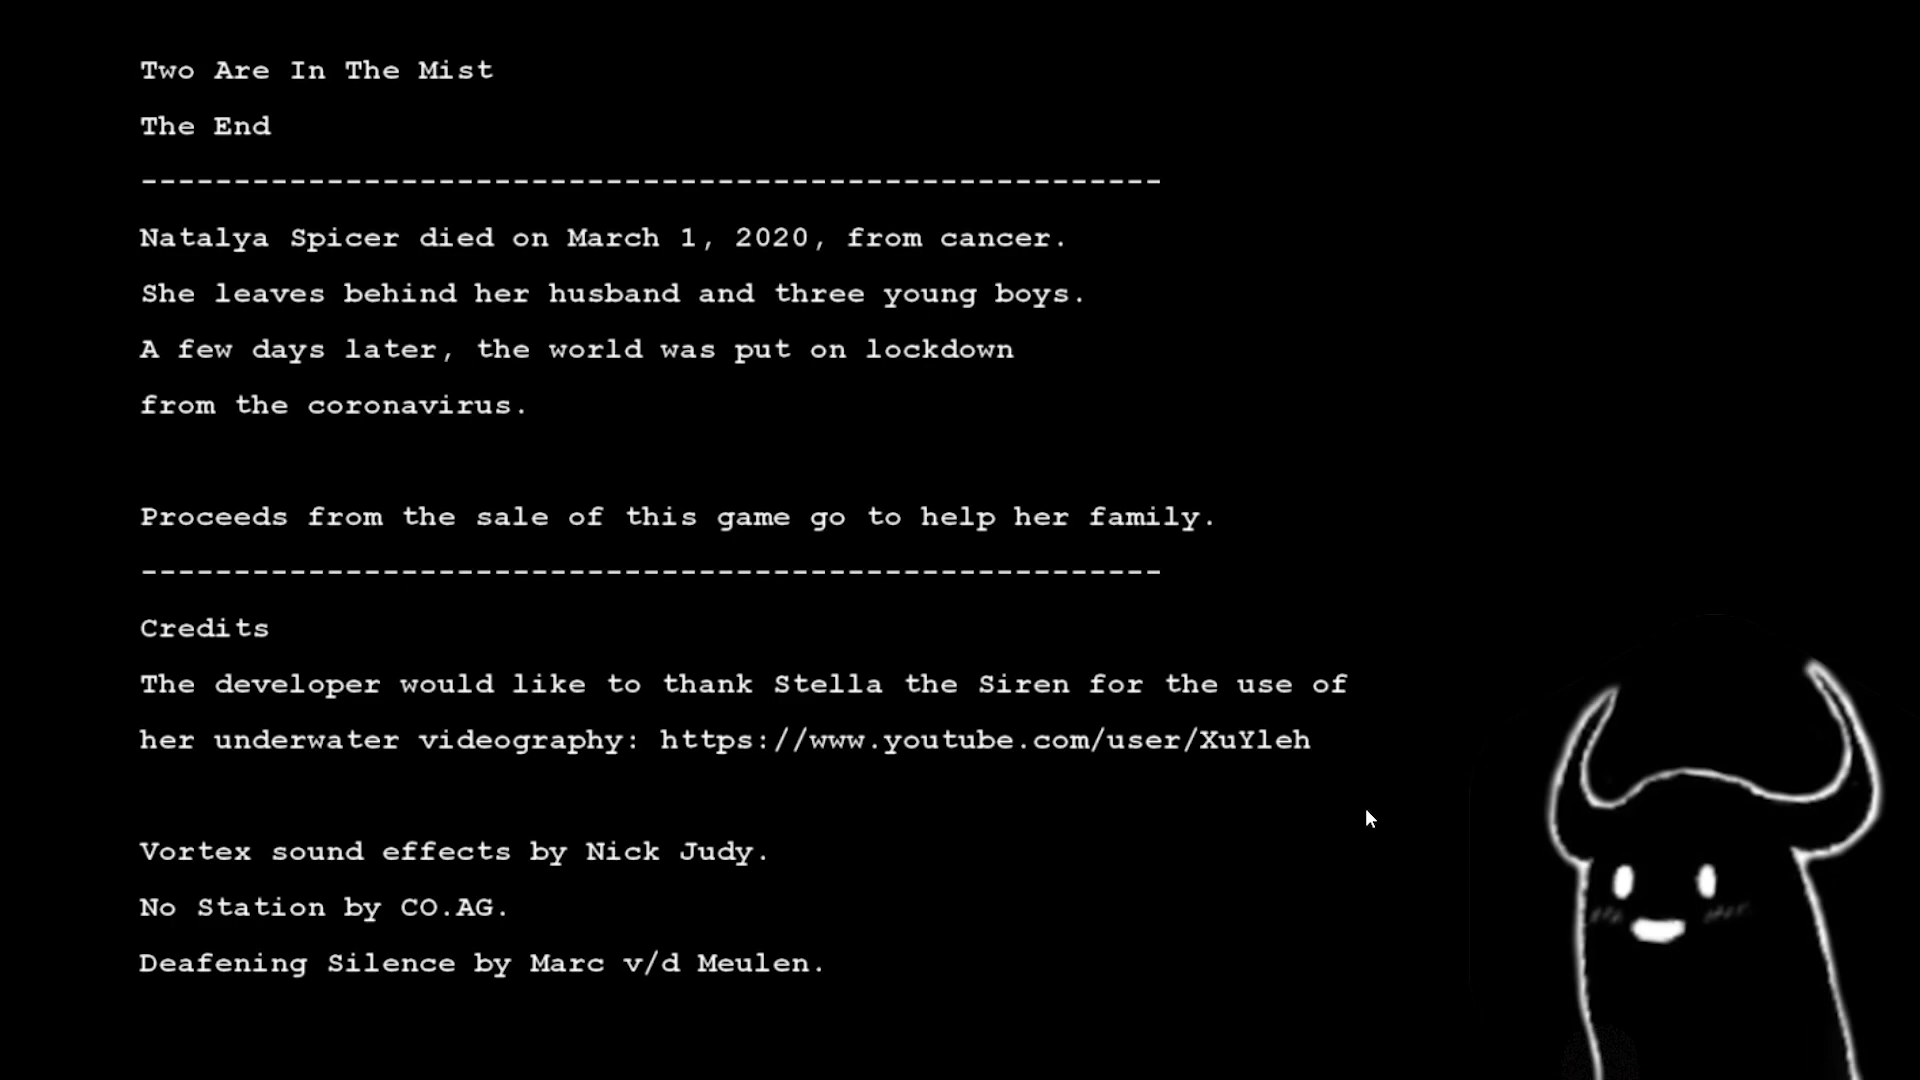 Two Are In The Mist
The End
-------------------------------------------------------
Natalya Spicer died on March 1, 2020, from cancer.
She leaves behind her husband and three young boys.
A few days later, the world was put on lockdown
from the coronavirus.
Proceeds from the sale of this game go to help her family.
-------------------------------------------------------
Credits
The developer would like to thank Stella the Siren for the use of
her underwater videography: https://www.youtube.com/user/XuYleh
Vortex sound effects by Nick Judy.
No Station by CO.AG.
Deafening Silence by Marc v/d Meulen.